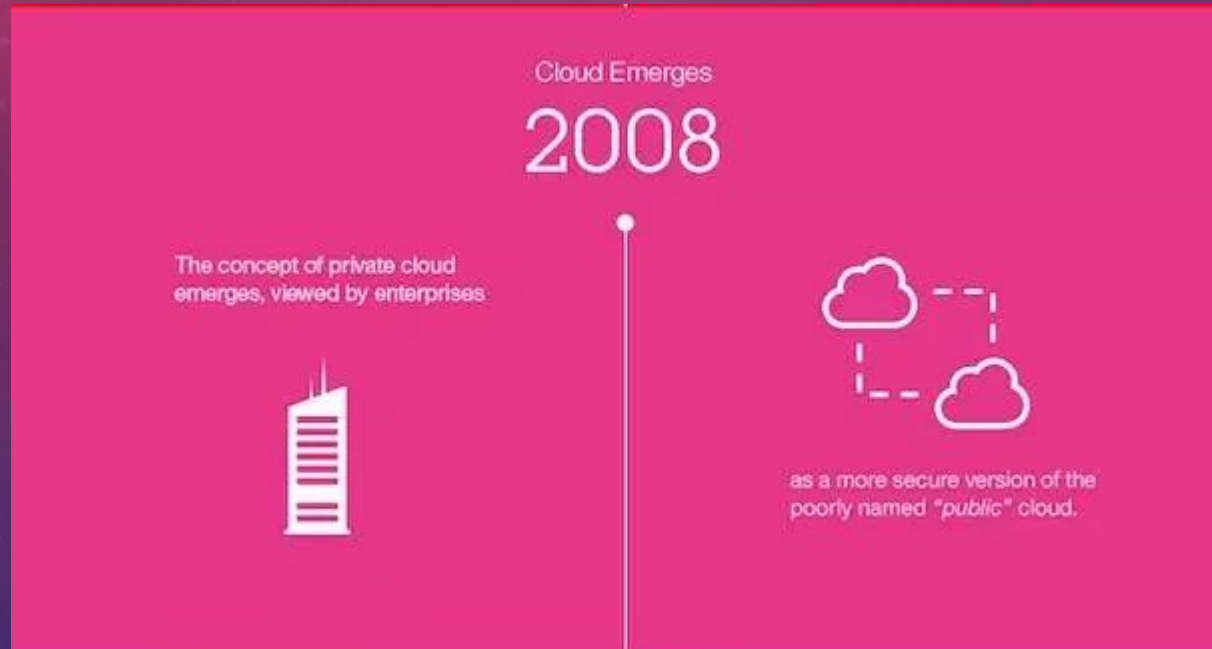 Cloud Emerges
2008
The concept of private cloud
emerges, viewed by enterprises
as a more secure version of the
poorly named "public" cloud.